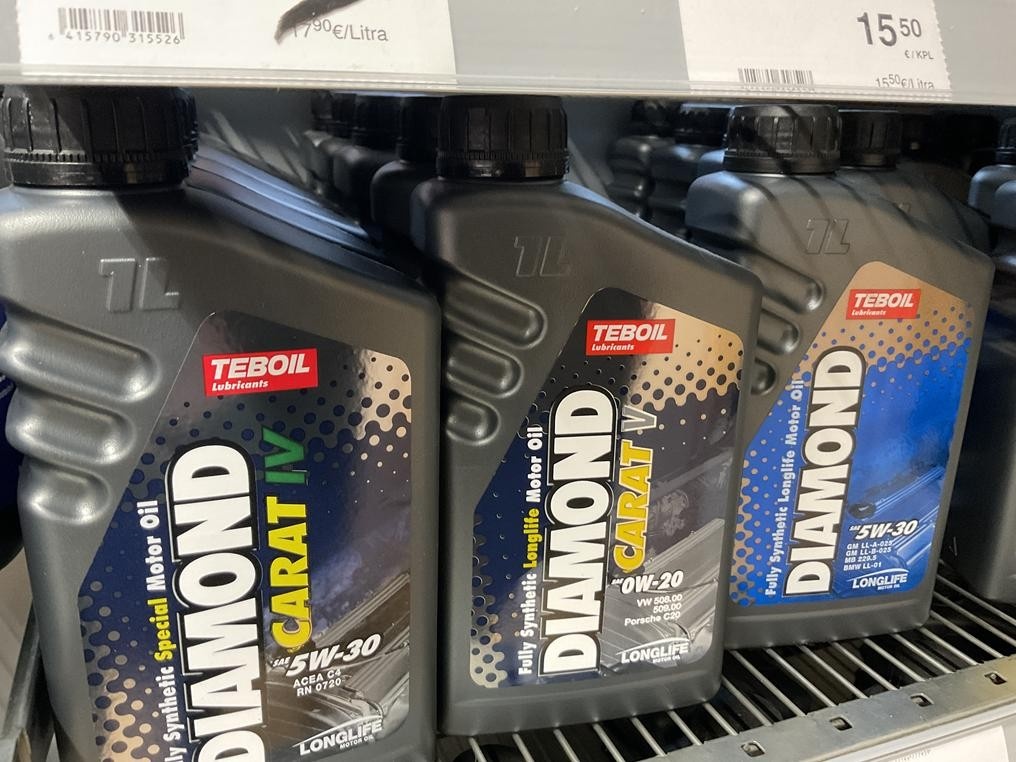 6 415790 315526
17 90 €/Litra
15 50
€/KPL
15 50 €/Litra
1L
TEBOIL
Lubricants
Fully Synthetic Special Motor Oil
DIAMOND
CARAT IV
SAE 5W-30
ACEA C4
RN 0720
LONGLIFE
MOTOR OIL
1L
TEBOIL
Lubricants
Fully Synthetic Longlife Motor Oil
DIAMOND
CARAT V
SAE 0W-20
VW 508.00
509.00
Porsche C20
LONGLIFE
MOTOR OIL
1L
TEBOIL
Lubricants
Fully Synthetic Longlife Motor Oil
DIAMOND
SAE 5W-30
GM LL-A-025
GM LL-B-025
MB 229.5
BMW LL-01
LONGLIFE
MOTOR OIL